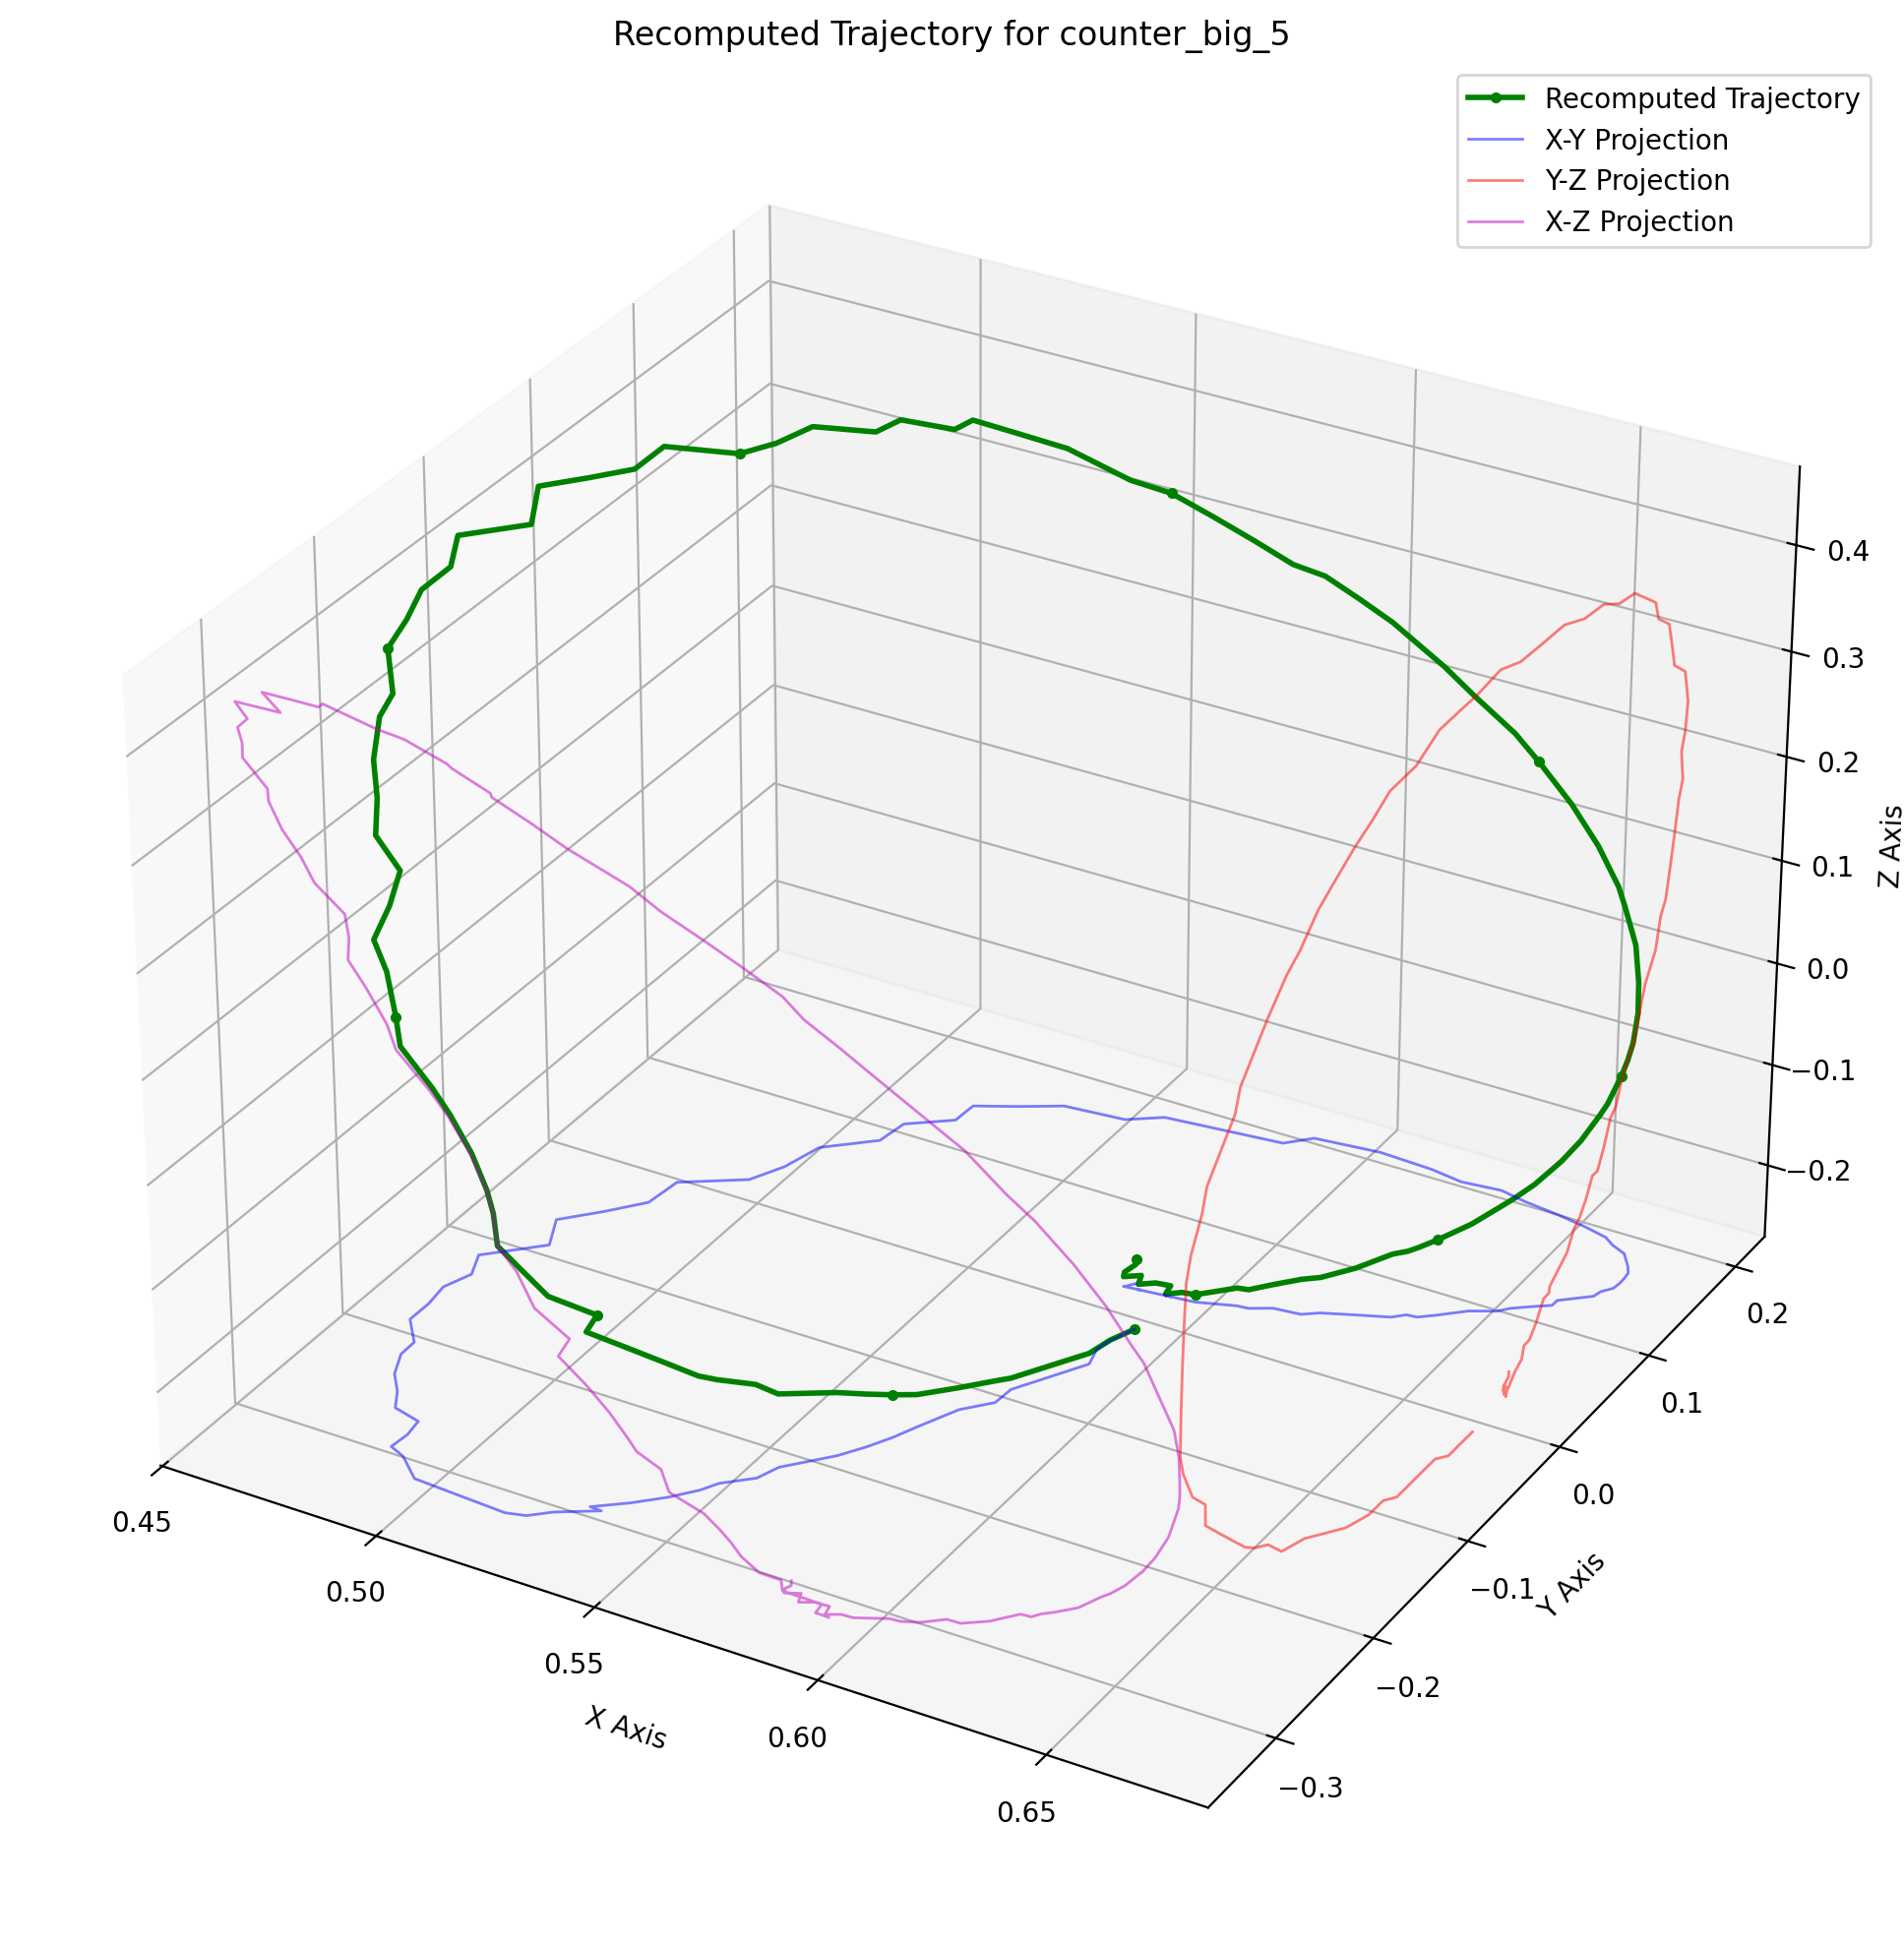 Recomputed Trajectory for counter_big_5
Recomputed Trajectory
X-Y Projection
Y-Z Projection
X-Z Projection
0.4
0.3
0.2
0.1
0.0
−0.1
−0.2
Z Axis
0.2
0.1
0.0
−0.1
−0.2
−0.3
Y Axis
0.45
0.50
0.55
0.60
0.65
X Axis